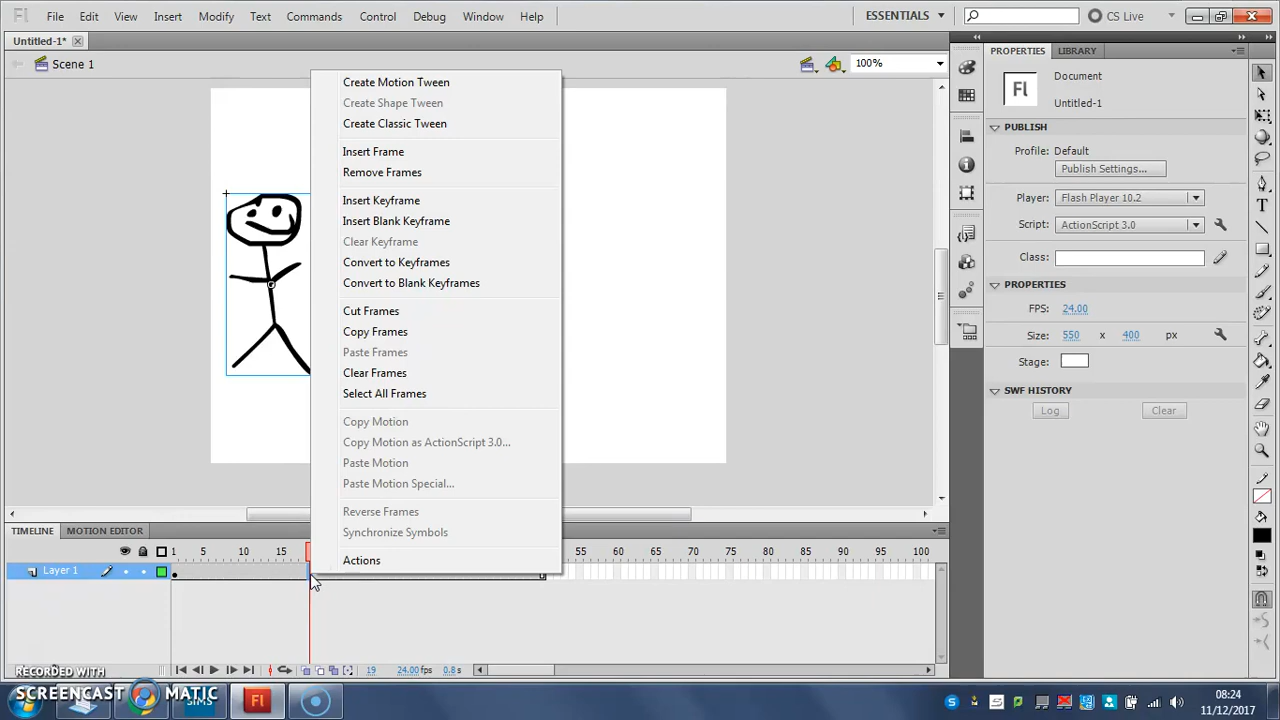 Fl File Edit View Insert Modify Text Commands Control Debug Window Help ESSENTIALS CS Live
Untitled-1*
Scene 1 100%
Create Motion Tween
Create Shape Tween
Create Classic Tween
Insert Frame
Remove Frames
Insert Keyframe
Insert Blank Keyframe
Clear Keyframe
Convert to Keyframes
Convert to Blank Keyframes
Cut Frames
Copy Frames
Paste Frames
Clear Frames
Select All Frames
Copy Motion
Copy Motion as ActionScript 3.0...
Paste Motion
Paste Motion Special...
Reverse Frames
Synchronize Symbols
Actions
PROPERTIES LIBRARY
Fl Document
Untitled-1
PUBLISH
Profile: Default
Publish Settings...
Player: Flash Player 10.2
Script: ActionScript 3.0
Class:
PROPERTIES
FPS: 24.00
Size: 550 x 400 px
Stage:
SWF HISTORY
Log Clear
T
TIMELINE MOTION EDITOR
1 5 10 15 55 60 65 70 75 80 85 90 95 100
Layer 1
19 24.00fps 0.8s
RECORDED WITH
SCREENCAST MATIC
SIMS Fl
08:24
11/12/2017